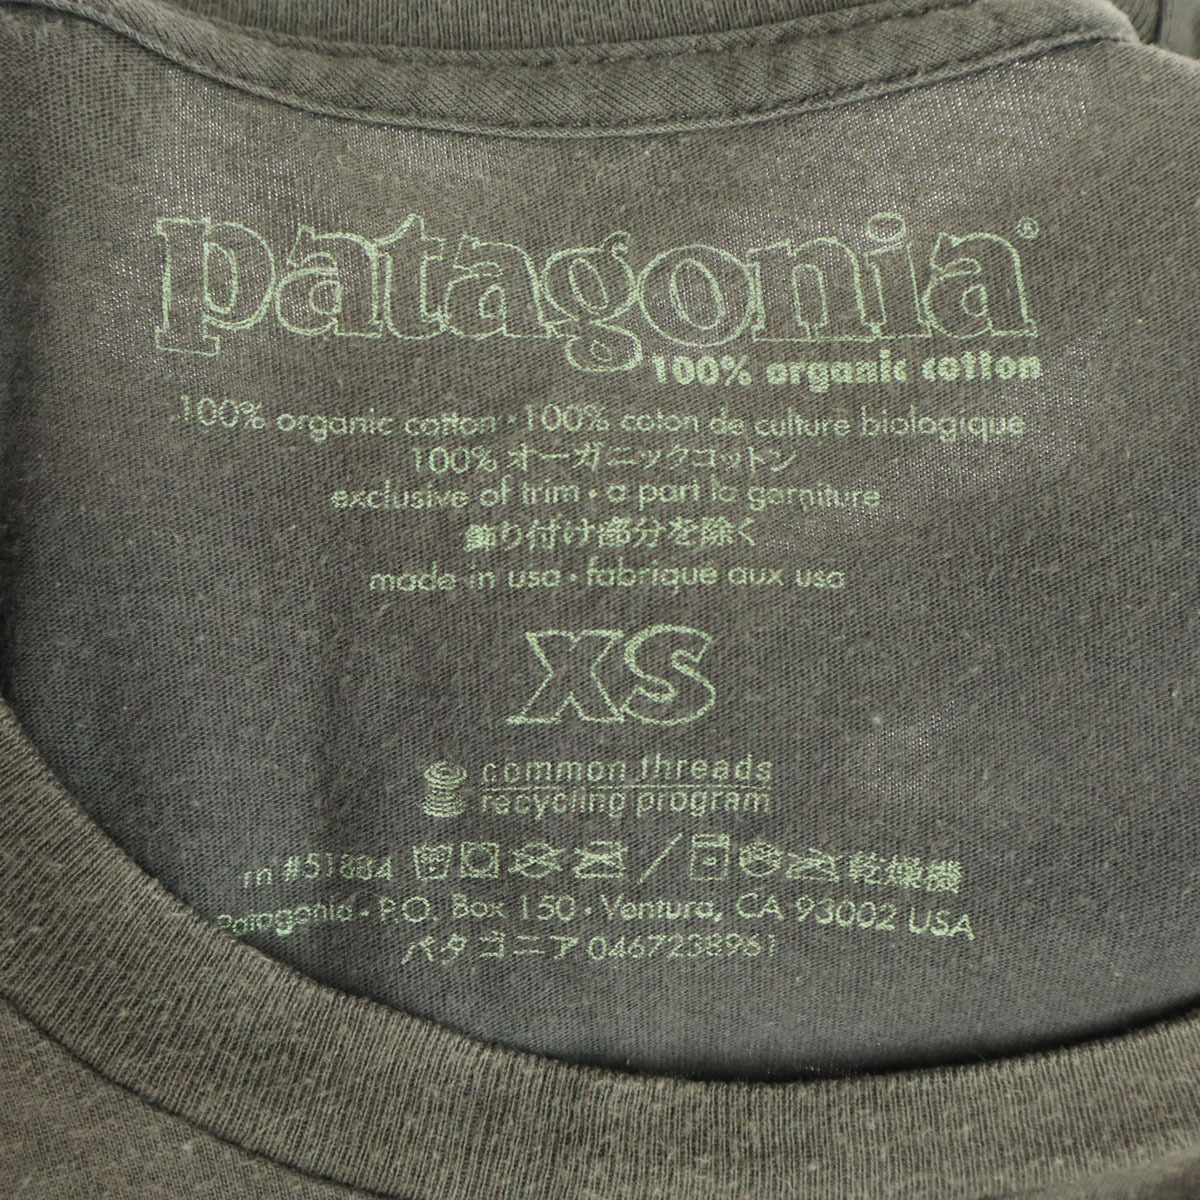 patagonia®
100% organic cotton
100% organic cotton · 100% coton de culture biologique
100% オーガニックコットン
exclusive of trim · a part la garniture
飾り付け部分を除く
made in usa · fabriqué aux usa
XS
common threads
recycling program
rn #51884 / 乾燥機
Patagonia · P.O. Box 150 · Ventura, CA 93002 USA
パタゴニア 0467238961